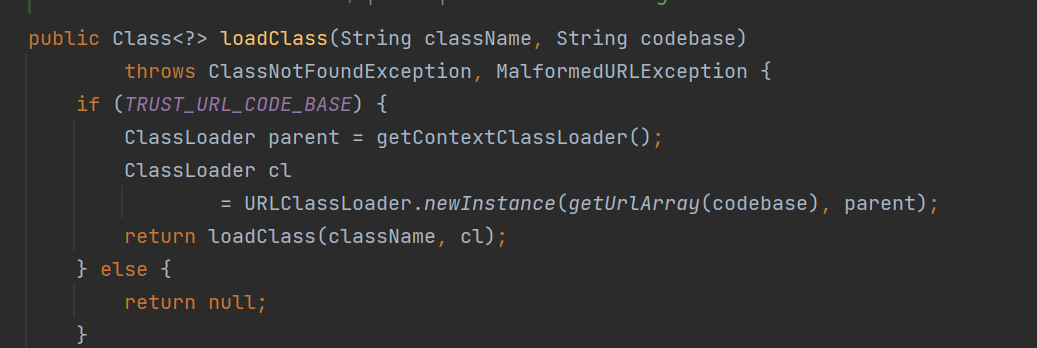 public Class<?> loadClass(String className, String codebase)
throws ClassNotFoundException, MalformedURLException {
if (TRUST_URL_CODE_BASE) {
ClassLoader parent = getContextClassLoader();
ClassLoader cl
= URLClassLoader.newInstance(getUrlArray(codebase), parent);
return loadClass(className, cl);
} else {
return null;
}